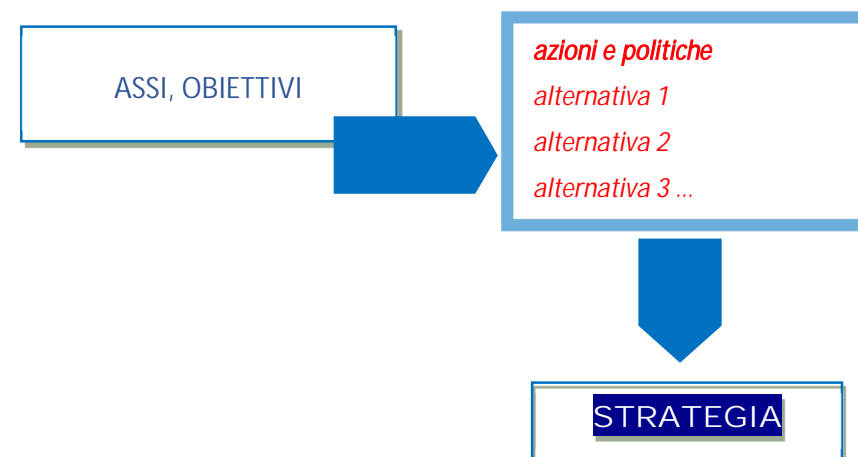 ASSI, OBIETTIVI
azioni e politiche
alternativa 1
alternativa 2
alternativa 3 ...
STRATEGIA